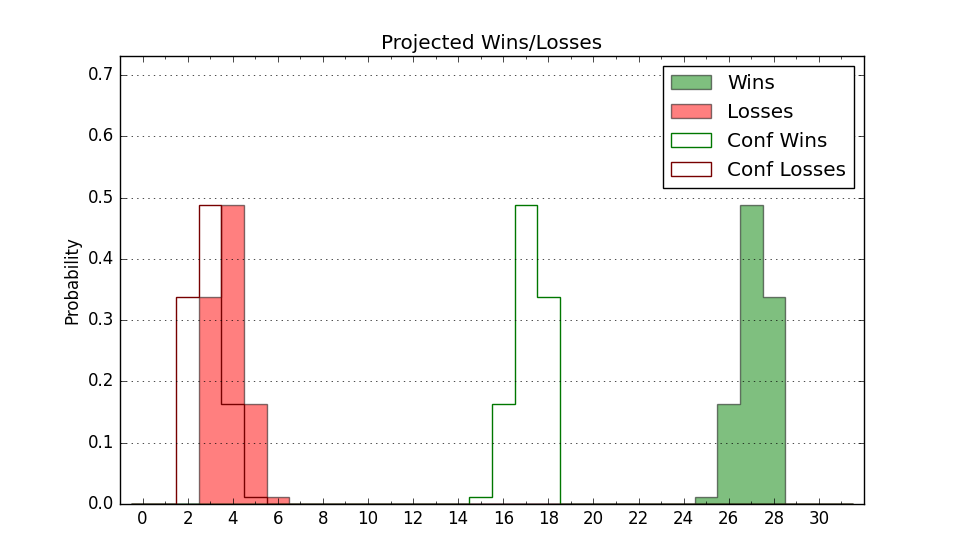 Projected Wins/Losses
0.7
0.6
0.5
0.4
0.3
0.2
0.1
0.0
Probability
Wins
Losses
Conf Wins
Conf Losses
0 2 4 6 8 10 12 14 16 18 20 22 24 26 28 30